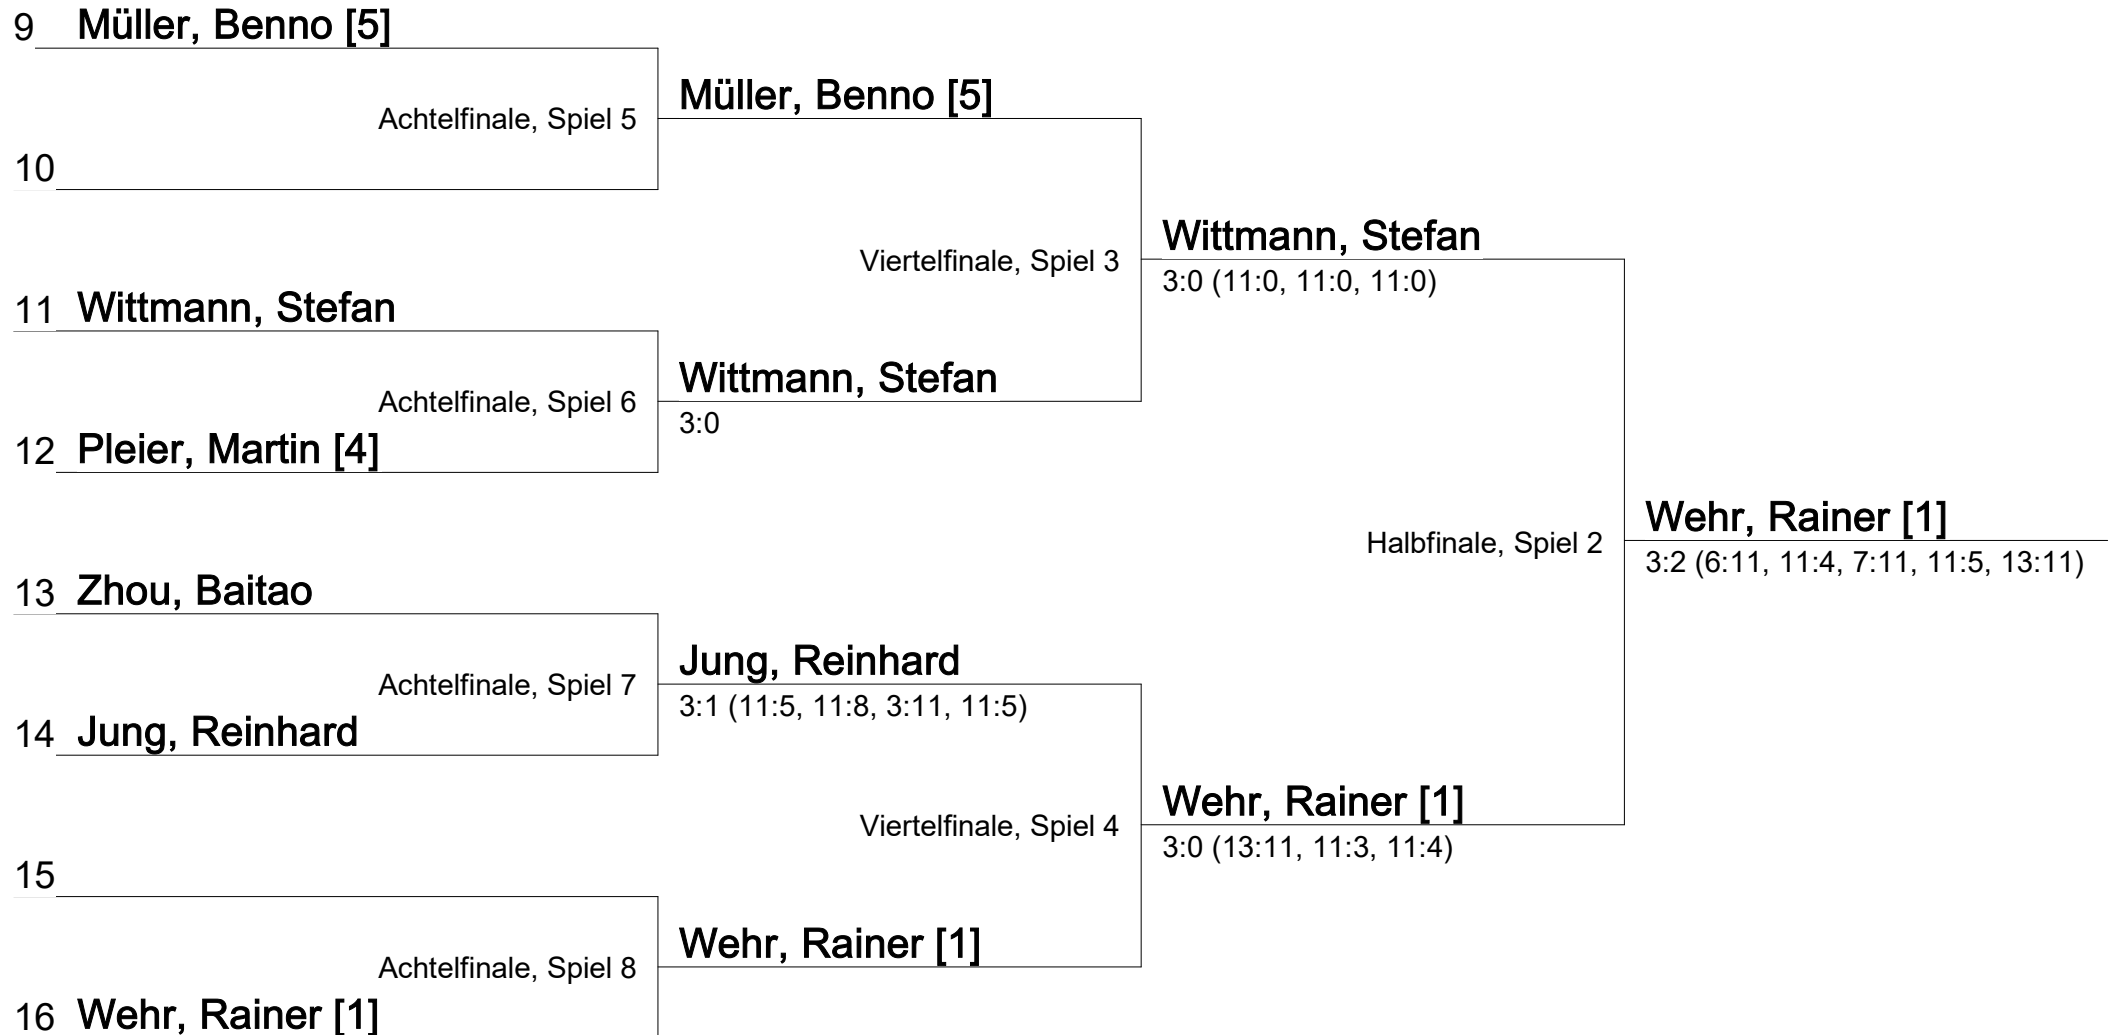 9 Müller, Benno [5]
Müller, Benno [5]
Achtelfinale, Spiel 5
10
Wittmann, Stefan
Viertelfinale, Spiel 3
3:0 (11:0, 11:0, 11:0)
11 Wittmann, Stefan
Wittmann, Stefan
Achtelfinale, Spiel 6
3:0
12 Pleier, Martin [4]
Wehr, Rainer [1]
Halbfinale, Spiel 2
3:2 (6:11, 11:4, 7:11, 11:5, 13:11)
13 Zhou, Baitao
Jung, Reinhard
Achtelfinale, Spiel 7
3:1 (11:5, 11:8, 3:11, 11:5)
14 Jung, Reinhard
Wehr, Rainer [1]
Viertelfinale, Spiel 4
3:0 (13:11, 11:3, 11:4)
15
Wehr, Rainer [1]
Achtelfinale, Spiel 8
16 Wehr, Rainer [1]